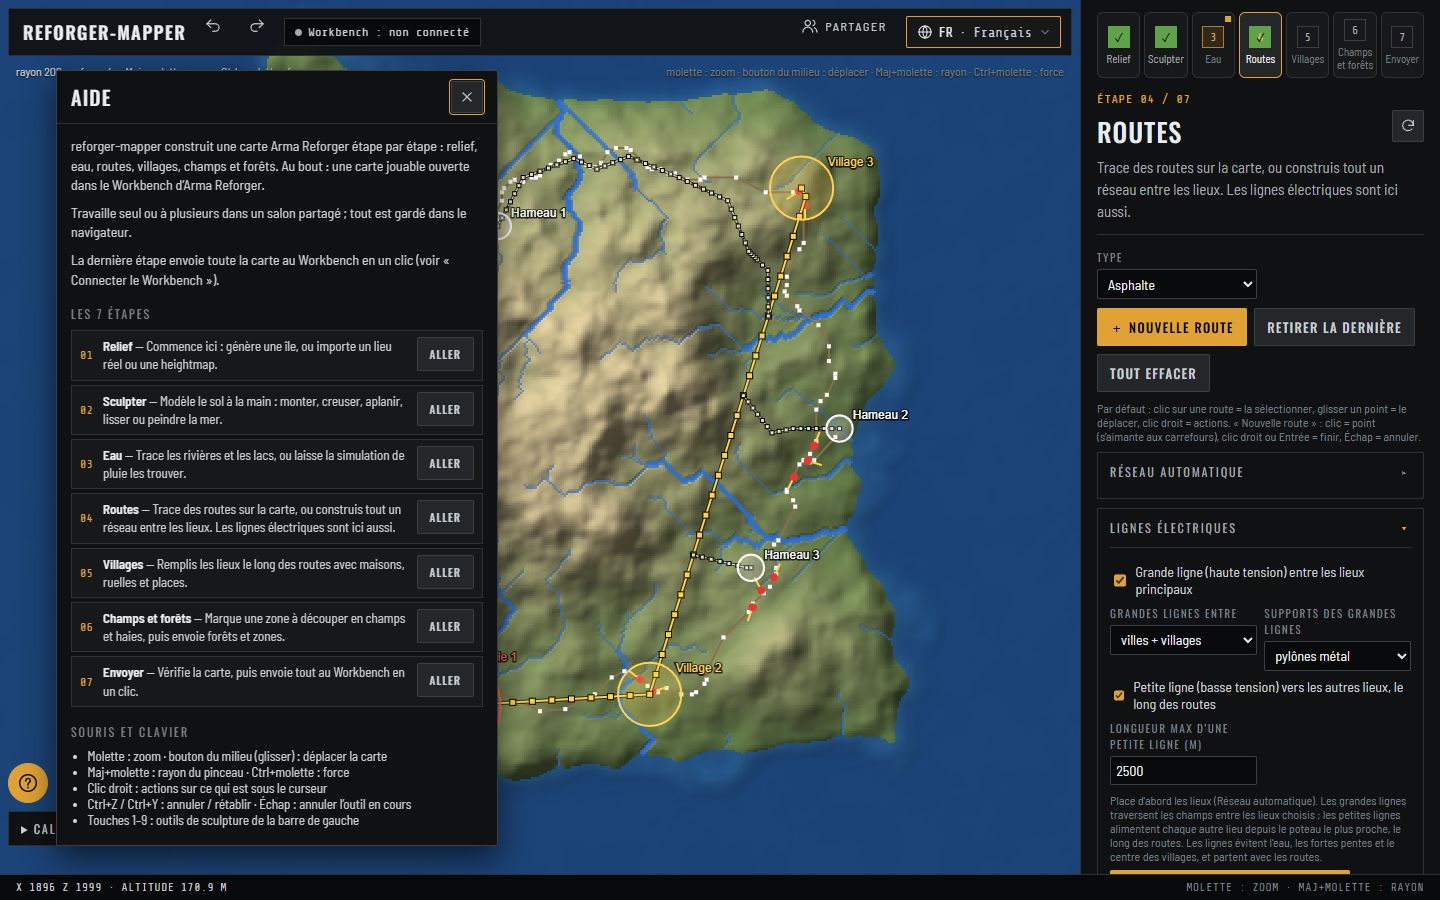 REFORGER-MAPPER
Workbench : non connecté
PARTAGER
FR · Français
rayon 20
molette : zoom · bouton du milieu : déplacer · Maj+molette : rayon · Ctrl+molette : force
AIDE
reforger-mapper construit une carte Arma Reforger étape par étape : relief,
eau, routes, villages, champs et forêts. Au bout : une carte jouable ouverte
dans le Workbench d'Arma Reforger.
Travaille seul ou à plusieurs dans un salon partagé ; tout est gardé dans le
navigateur.
La dernière étape envoie toute la carte au Workbench en un clic (voir «
Connecter le Workbench »).
LES 7 ÉTAPES
01 Relief — Commence ici : génère une île, ou importe un lieu
réel ou une heightmap.
ALLER
02 Sculpter — Modèle le sol à la main : monter, creuser, aplanir,
lisser ou peindre la mer.
ALLER
03 Eau — Trace les rivières et les lacs, ou laisse la simulation de
pluie les trouver.
ALLER
04 Routes — Trace des routes sur la carte, ou construis tout un
réseau entre les lieux. Les lignes électriques sont ici aussi.
ALLER
05 Villages — Remplis les lieux le long des routes avec maisons,
ruelles et places.
ALLER
06 Champs et forêts — Marque une zone à découper en champs
et haies, puis envoie forêts et zones.
ALLER
07 Envoyer — Vérifie la carte, puis envoie tout au Workbench en
un clic.
ALLER
SOURIS ET CLAVIER
• Molette : zoom · bouton du milieu (glisser) : déplacer la carte
• Maj+molette : rayon du pinceau · Ctrl+molette : force
• Clic droit : actions sur ce qui est sous le curseur
• Ctrl+Z / Ctrl+Y : annuler / rétablir · Échap : annuler l'outil en cours
• Touches 1-9 : outils de sculpture de la barre de gauche
CAL
Village 3
Hameau 1
Hameau 2
Hameau 3
Village 2
le 1
Relief
Sculpter
3
Eau
Routes
5
Villages
6
Champs
et forêts
7
Envoyer
ÉTAPE 04 / 07
ROUTES
Trace des routes sur la carte, ou construis tout un
réseau entre les lieux. Les lignes électriques sont ici
aussi.
TYPE
Asphalte
+ NOUVELLE ROUTE
RETIRER LA DERNIÈRE
TOUT EFFACER
Par défaut : clic sur une route = la sélectionner, glisser un point = le
déplacer, clic droit = actions. « Nouvelle route » : clic = point
(s'aimante aux carrefours), clic droit ou Entrée = finir, Échap = annuler.
RÉSEAU AUTOMATIQUE
LIGNES ÉLECTRIQUES
Grande ligne (haute tension) entre les lieux
principaux
GRANDES LIGNES ENTRE
villes + villages
SUPPORTS DES GRANDES
LIGNES
pylônes métal
Petite ligne (basse tension) vers les autres lieux, le
long des routes
LONGUEUR MAX D'UNE
PETITE LIGNE (M)
2500
Place d'abord les lieux (Réseau automatique). Les grandes lignes
traversent les champs entre les lieux choisis ; les petites lignes
alimentent chaque autre lieu depuis le poteau le plus proche, le
long des routes. Les lignes évitent l'eau, les fortes pentes et le
centre des villages, et partent avec les routes.
X 1896 Z 1999 · ALTITUDE 170.9 M
MOLETTE : ZOOM · MAJ+MOLETTE : RAYON